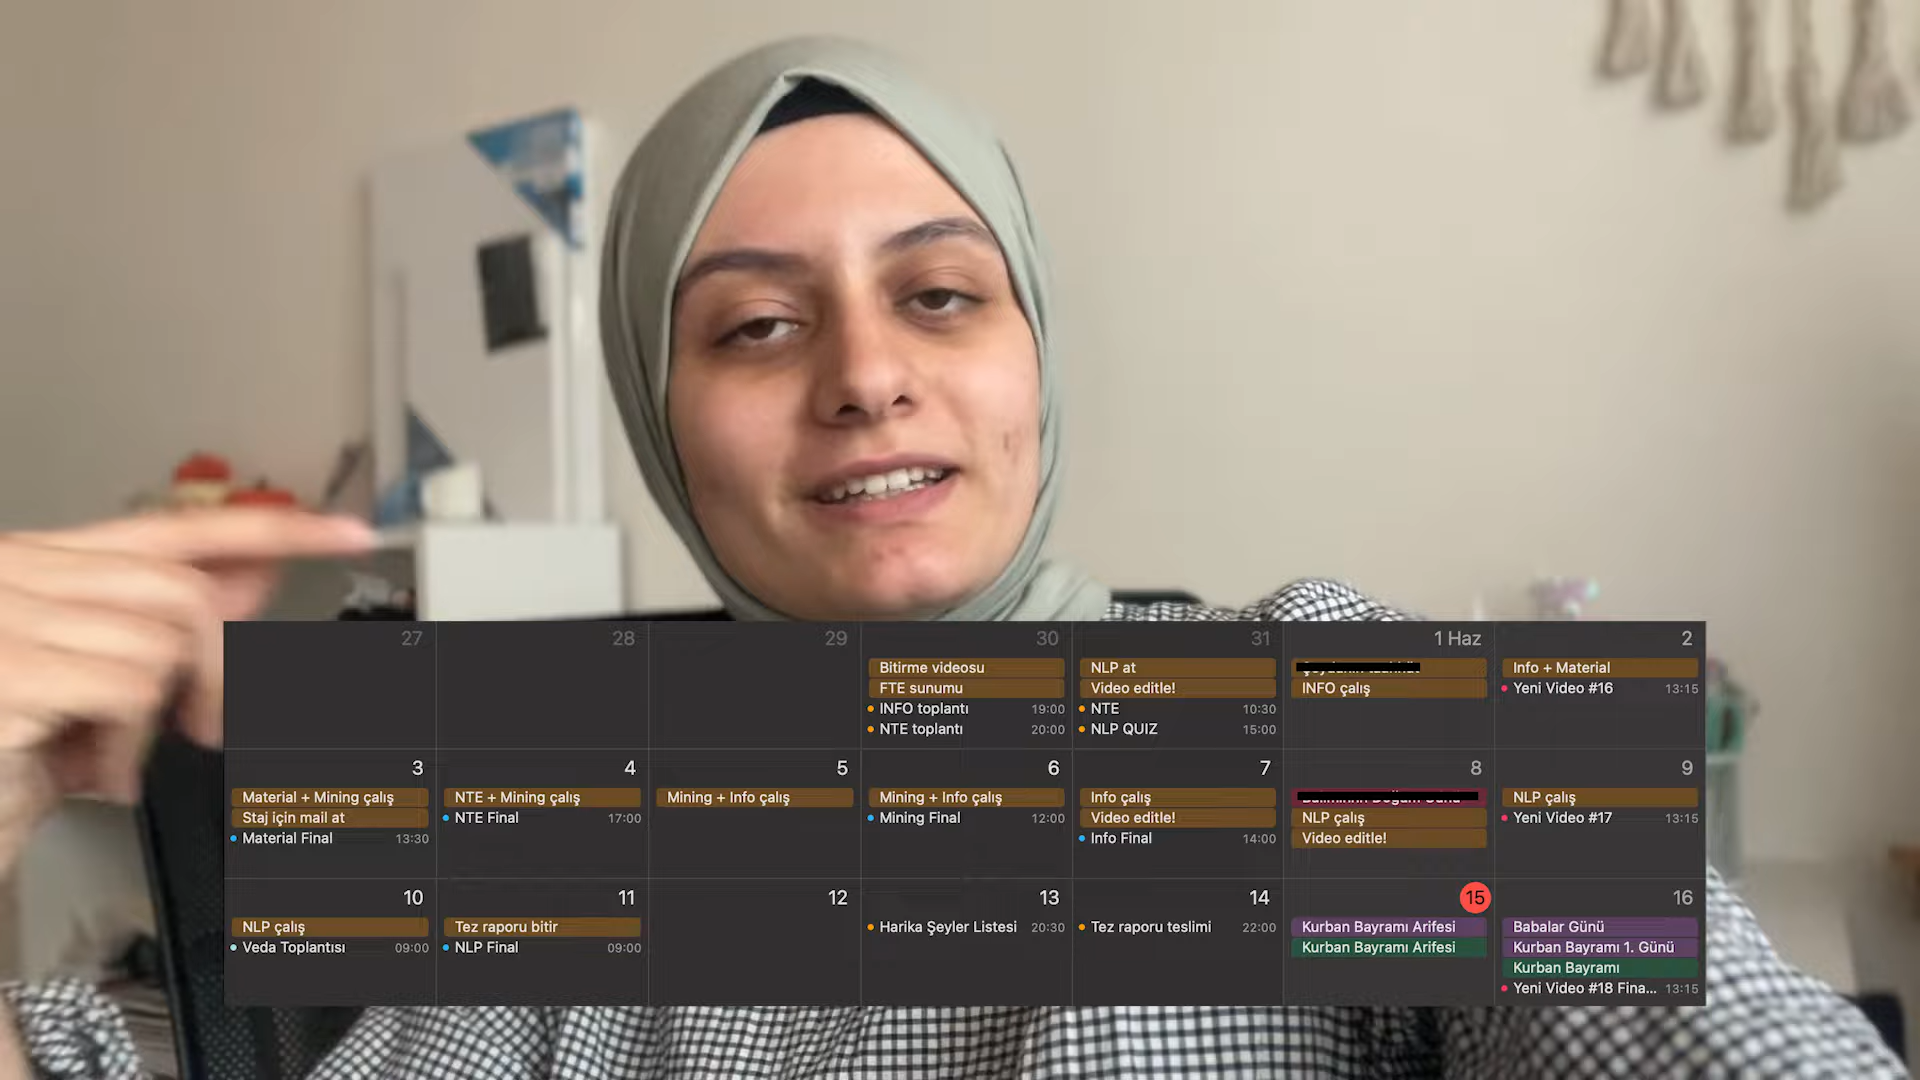 27
28
29
30
Bitirme videosu
FTE sunumu
INFO toplantı 19:00
NTE toplantı 20:00
31
NLP at
Video editle!
NTE 10:30
NLP QUIZ 15:00
1 Haz
INFO çalış
2
Info + Material
Yeni Video #16 13:15
3
Material + Mining çalış
Staj için mail at
Material Final 13:30
4
NTE + Mining çalış
NTE Final 17:00
5
Mining + Info çalış
6
Mining + Info çalış
Mining Final 12:00
7
Info çalış
Video editle!
Info Final 14:00
8
NLP çalış
Video editle!
9
NLP çalış
Yeni Video #17 13:15
10
NLP çalış
Veda Toplantısı 09:00
11
Tez raporu bitir
NLP Final 09:00
12
13
Harika Şeyler Listesi 20:30
14
Tez raporu teslimi 22:00
15
Kurban Bayramı Arifesi
Kurban Bayramı Arifesi
16
Babalar Günü
Kurban Bayramı 1. Günü
Kurban Bayramı
Yeni Video #18 Fina... 13:15